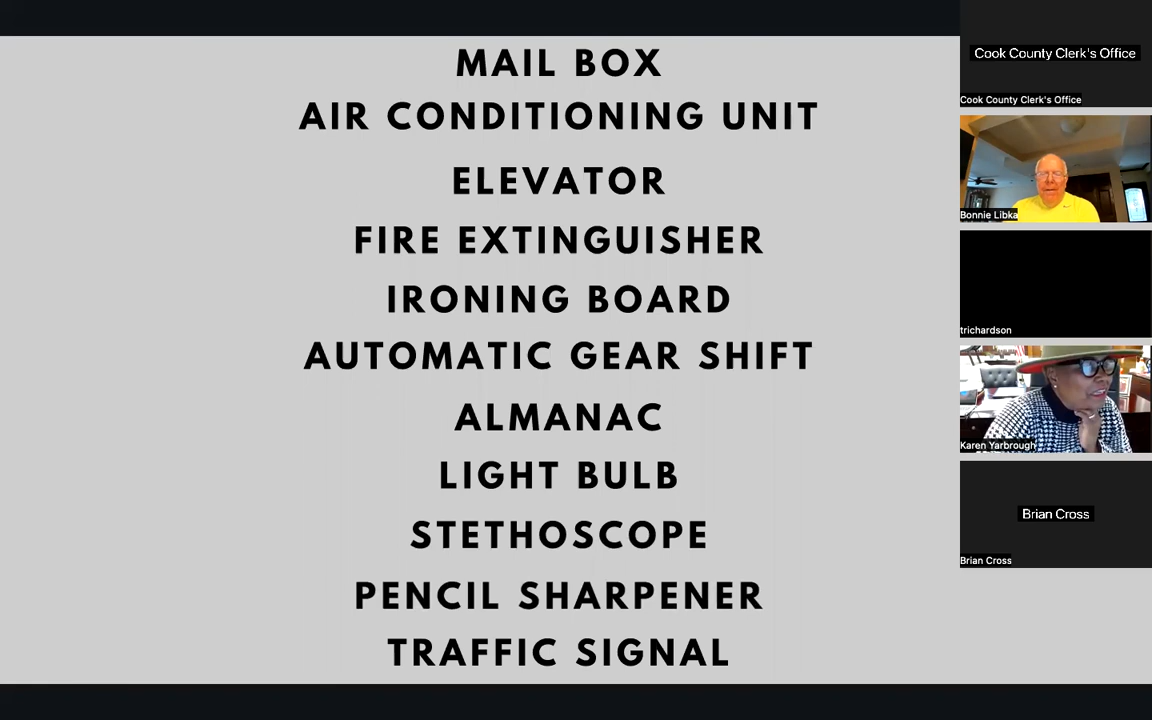 MAIL BOX
AIR CONDITIONING UNIT
ELEVATOR
FIRE EXTINGUISHER
IRONING BOARD
AUTOMATIC GEAR SHIFT
ALMANAC
LIGHT BULB
STETHOSCOPE
PENCIL SHARPENER
TRAFFIC SIGNAL
Cook County Clerk's Office
Cook County Clerk's Office
Bonnie Libka
trichardson
Karen Yarbrough
Brian Cross
Brian Cross